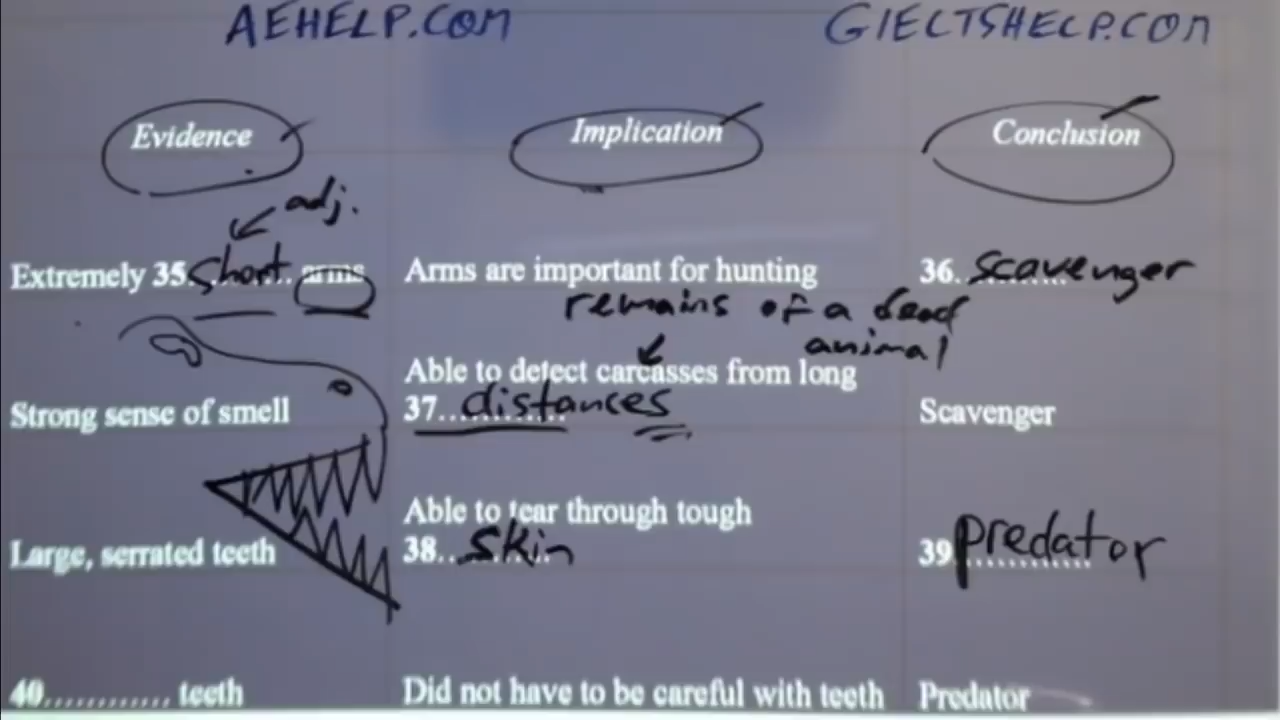 AEHELP.COM GIELTSHELP.COM
Evidence Implication Conclusion
adj.
Extremely 35.short...... arms Arms are important for hunting 36. scavenger
remains of a dead
animal
Able to detect carcasses from long
Strong sense of smell 37...distances Scavenger
Able to tear through tough
Large, serrated teeth 38...skin 39 predator
40............ teeth Did not have to be careful with teeth Predator